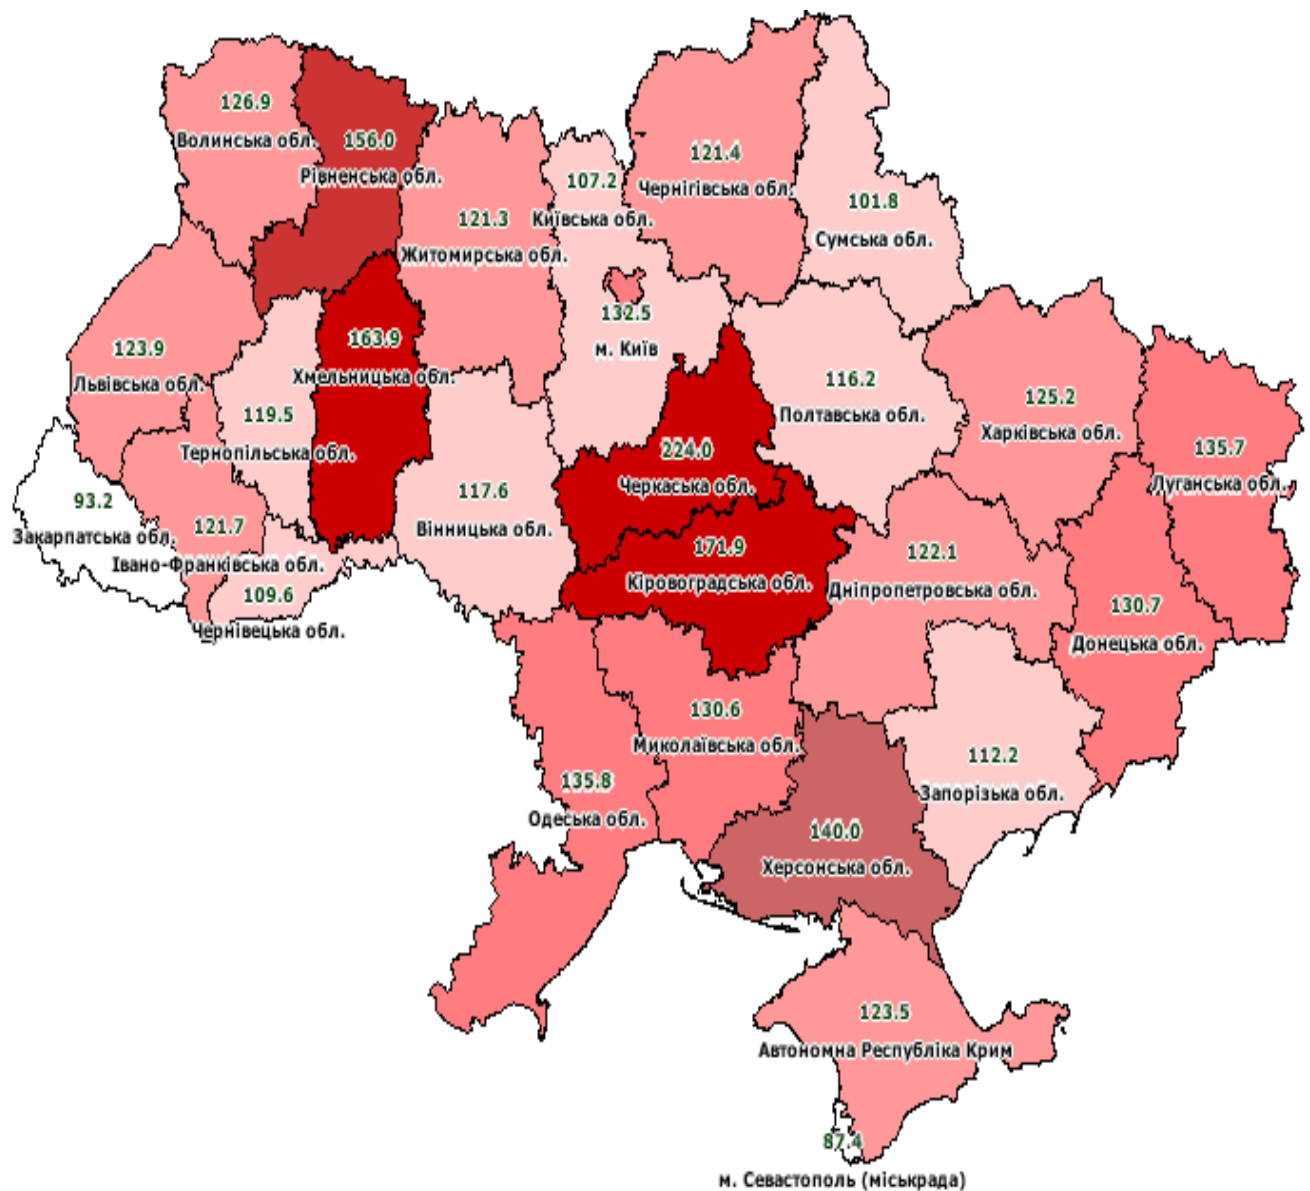 126.9
Волинська обл.
156.0
Рівненська обл.
121.3
Житомирська обл.
107.2
Київська обл.
121.4
Чернігівська обл.
101.8
Сумська обл.
132.5
м. Київ
123.9
Львівська обл.
163.9
Хмельницька обл.
119.5
Тернопільська обл.
116.2
Полтавська обл.
125.2
Харківська обл.
135.7
Луганська обл.
224.0
Черкаська обл.
93.2
Закарпатська обл.
121.7
Івано-Франківська обл.
117.6
Вінницька обл.
171.9
Кіровоградська обл.
122.1
Дніпропетровська обл.
109.6
Чернівецька обл.
130.7
Донецька обл.
130.6
Миколаївська обл.
112.2
Запорізька обл.
135.8
Одеська обл.
140.0
Херсонська обл.
123.5
Автономна Республіка Крим
87.4
м. Севастополь (міськрада)